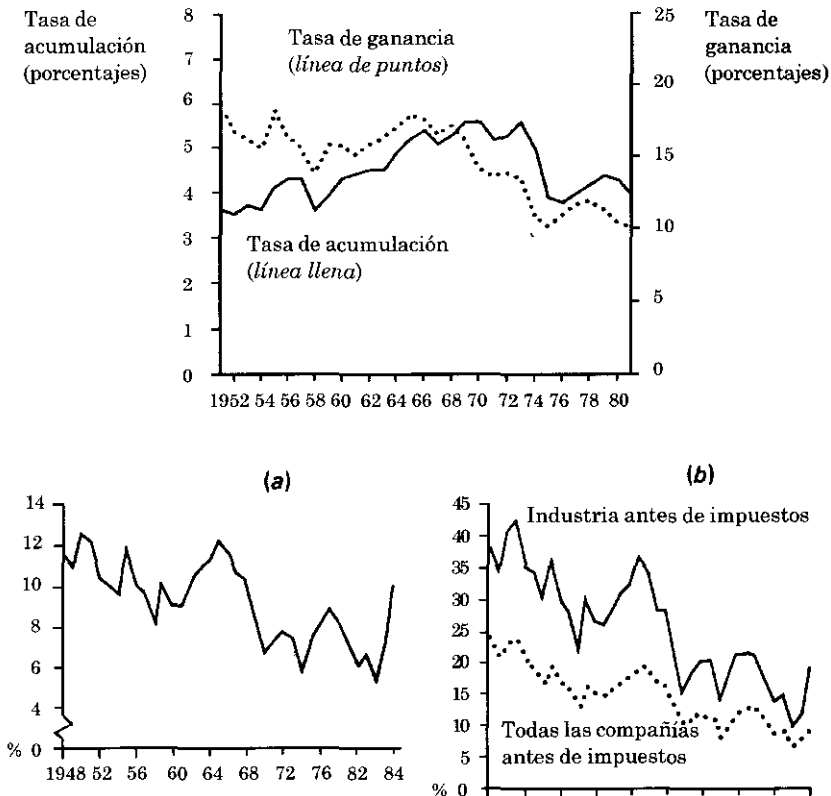 Tasa de
acumulación
(porcentajes)
8
7
6
5
4
3
2
1
0
Tasa de ganancia
(línea de puntos)
Tasa de acumulación
(línea llena)
25
20
15
10
5
0
Tasa de
ganancia
(porcentajes)
1952 54 56 58 60 62 64 66 68 70 72 74 76 78 80
(a)
14
12
10
8
6
4
% 0
1948 52 56 60 64 68 72 76 82 84
(b)
45
40
35
30
25
20
15
10
5
% 0
Industria antes de impuestos
Todas las compañías
antes de impuestos